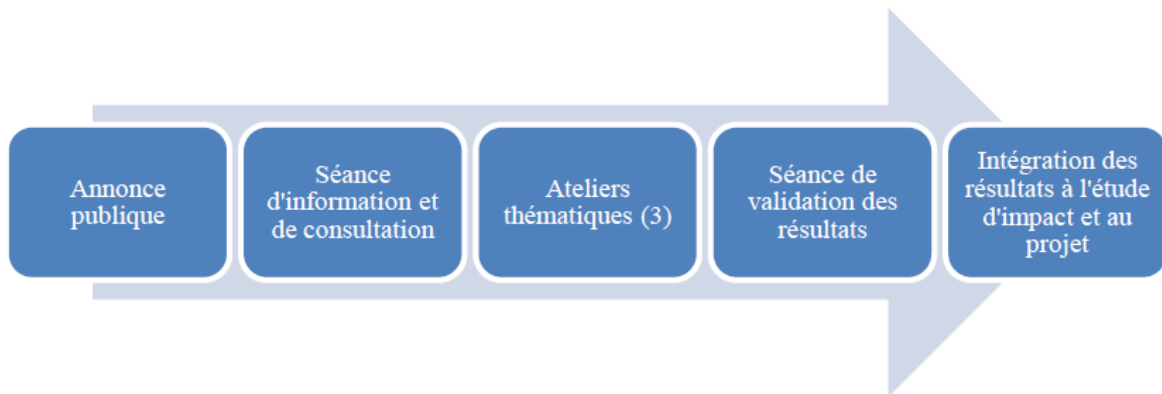 Annonce
publique
Séance
d'information et
de consultation
Ateliers
thématiques (3)
Séance de
validation des
résultats
Intégration des
résultats à l'étude
d'impact et au
projet